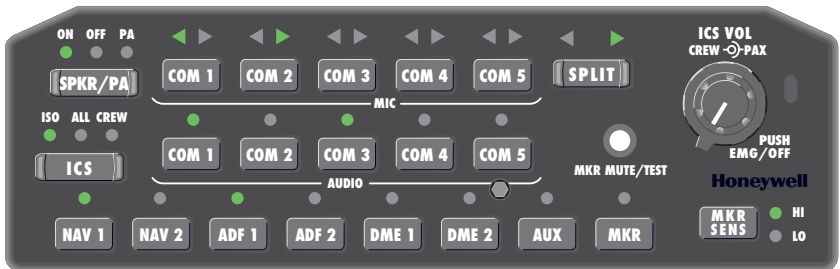 ON OFF PA
SPKR/PA
ISO ALL CREW
ICS
COM 1 COM 2 COM 3 COM 4 COM 5
MIC
SPLIT
COM 1 COM 2 COM 3 COM 4 COM 5
AUDIO
MKR MUTE/TEST
ICS VOL
CREW PAX
PUSH
EMG/OFF
Honeywell
NAV 1 NAV 2 ADF 1 ADF 2 DME 1 DME 2 AUX MKR
MKR
SENS
HI
LO